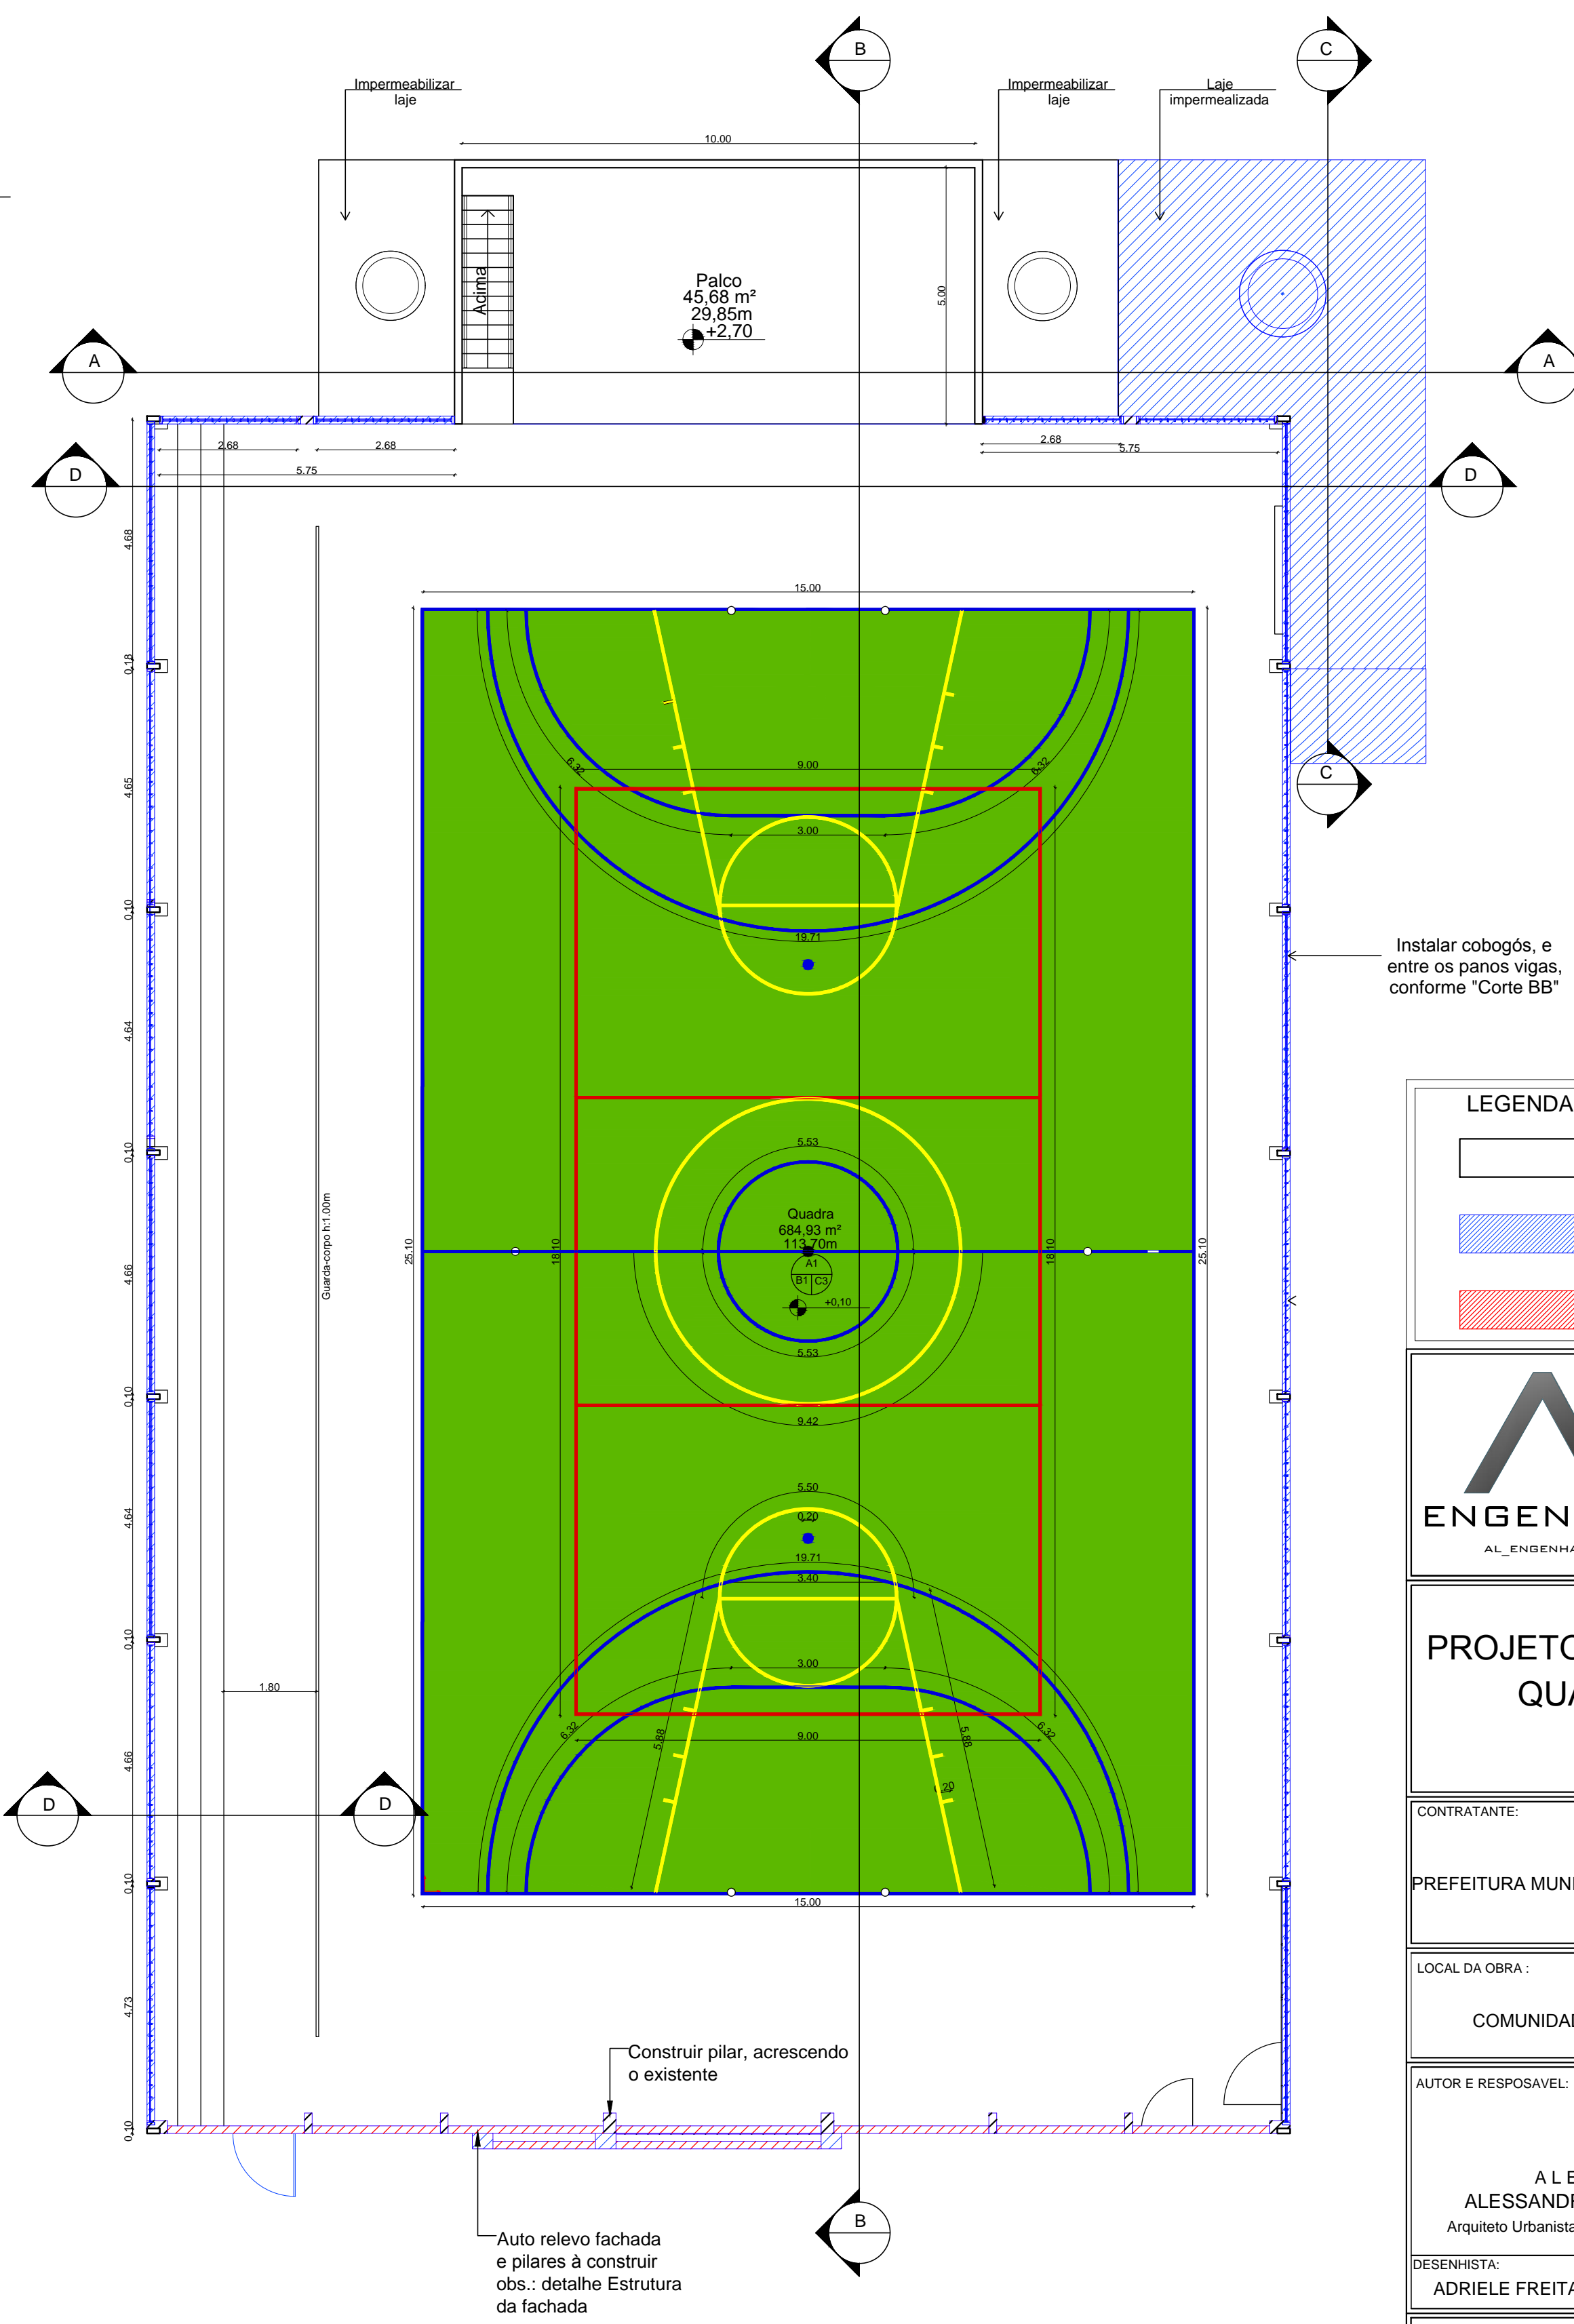 B
C
Impermeabilizar
laje
Impermeabilizar
laje
Laje
impermealizada
10.00
Acima
Palco
45,68 m²
29,85m
+2,70
5.00
A
A
2.68
2.68
5.75
2.68
5.75
D
D
4.68
0.18
4.65
0.10
4.64
0.10
4.66
0.10
4.64
0.10
4.66
0.10
4.73
0.10
15.00
6.32
9.00
6.32
3.00
19.71
C
Instalar cobogós, e
entre os panos vigas,
conforme "Corte BB"
Guarda-corpo h:1.00m
25.10
18.10
5.53
Quadra
684,93 m²
113,70m
A1
B1 C3
+0,10
5.53
18.10
25.10
9.42
5.50
0.20
19.71
3.40
3.00
1.80
6.32
5.88
9.00
5.88
6.32
0.20
D
D
15.00
Construir pilar, acrescendo
o existente
Auto relevo fachada
e pilares à construir
obs.: detalhe Estrutura
da fachada
B
LEGENDA
ENGEN
AL_ENGENHA
PROJETO
QUA
CONTRATANTE:
PREFEITURA MUNI
LOCAL DA OBRA :
COMUNIDAD
AUTOR E RESPOSAVEL:
A L E
ALESSANDR
Arquiteto Urbanista
DESENHISTA:
ADRIELE FREITA